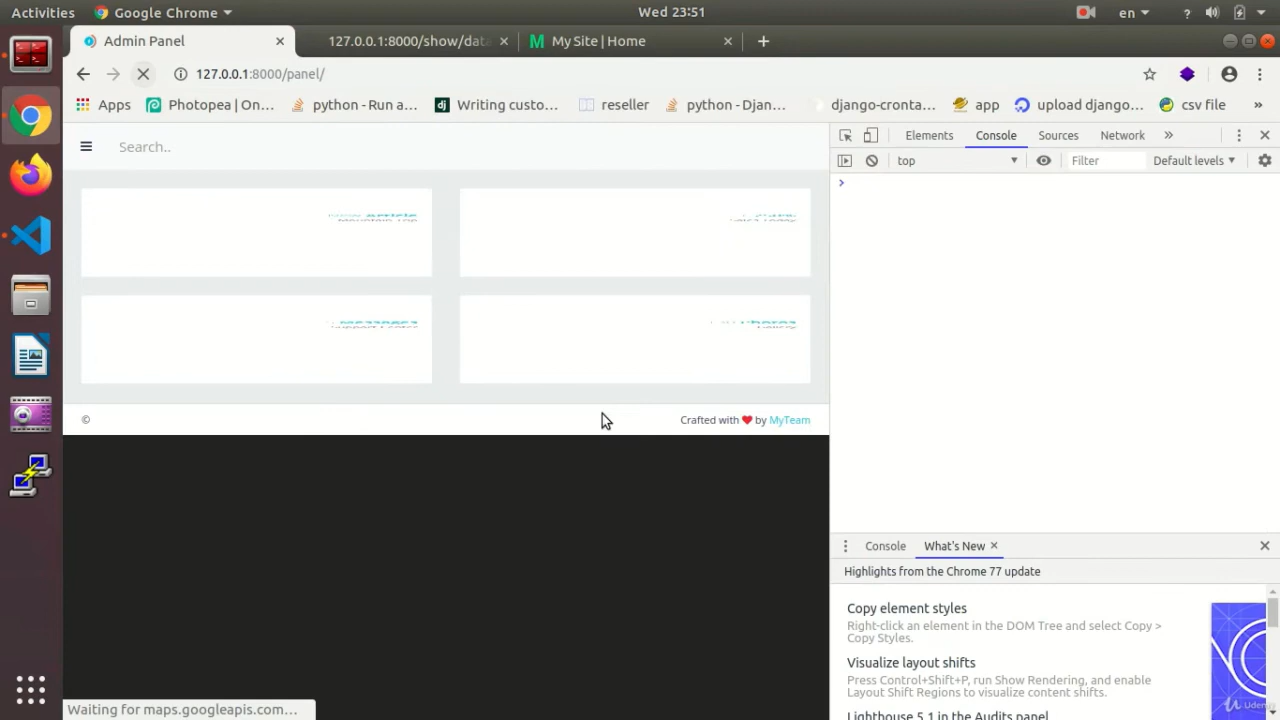 Activities
Google Chrome
Wed 23:51
en
?
Admin Panel
127.0.0.1:8000/show/data
My Site | Home
127.0.0.1:8000/panel/
Apps
Photopea | On...
python - Run a...
Writing custo...
reseller
python - Djan...
django-cronta...
app
upload django...
csv file
»
Search..
Elements
Console
Sources
Network
»
top
Filter
Default levels
©
Crafted with ❤ by MyTeam
Console
What's New
Highlights from the Chrome 77 update
Copy element styles
Right-click an element in the DOM Tree and select Copy >
Copy Styles.
Visualize layout shifts
Press Control+Shift+P, run Show Rendering, and enable
Layout Shift Regions to visualize content shifts.
Lighthouse 5.1 in the Audits panel
Waiting for maps.googleapis.com...
Udemy